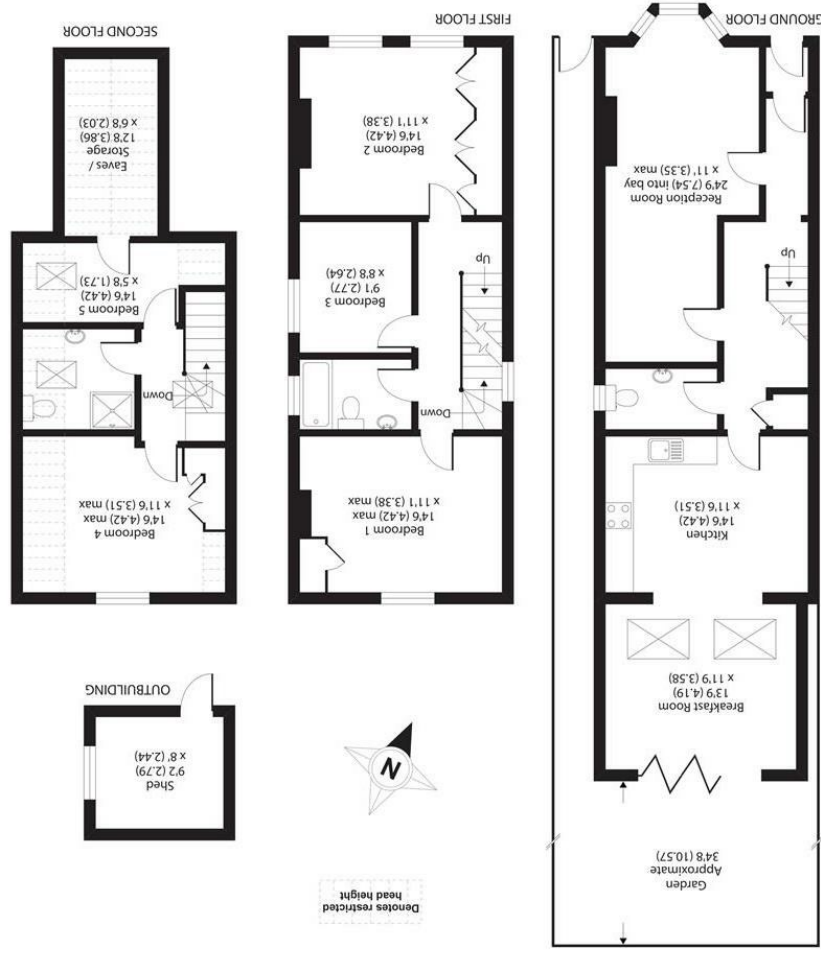 Garden
Approximate
34'8 (10.57)
Denotes restricted
head height
Breakfast Room
13'9 (4.19)
x 11'9 (3.58)
N
Shed
9'2 (2.79)
x 8' (2.44)
OUTBUILDING
Kitchen
14'6 (4.42)
x 11'6 (3.51)
Up
Reception Room
24'9 (7.54) into bay
x 11' (3.35) max
GROUND FLOOR
Bedroom 1
14'6 (4.42) max
x 11'1 (3.38) max
Down
Up
Bedroom 3
9'1 (2.77)
x 8'8 (2.64)
Bedroom 2
14'6 (4.42)
x 11'1 (3.38)
FIRST FLOOR
Bedroom 4
14'6 (4.42) max
x 11'6 (3.51) max
Down
Bedroom 5
14'6 (4.42)
x 5'8 (1.73)
Eaves /
Storage
12'8 (3.86)
x 6'8 (2.03)
SECOND FLOOR